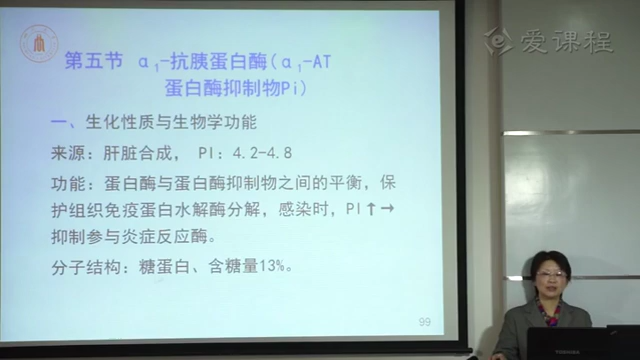 第五节 α1-抗胰蛋白酶(α1-AT
蛋白酶抑制物Pi)
一、生化性质与生物学功能
来源：肝脏合成， PI：4.2-4.8
功能：蛋白酶与蛋白酶抑制物之间的平衡，保
护组织免疫蛋白水解酶分解，感染时，PI↑→
抑制参与炎症反应酶。
分子结构：糖蛋白、含糖量13%。
99
e 爱课程